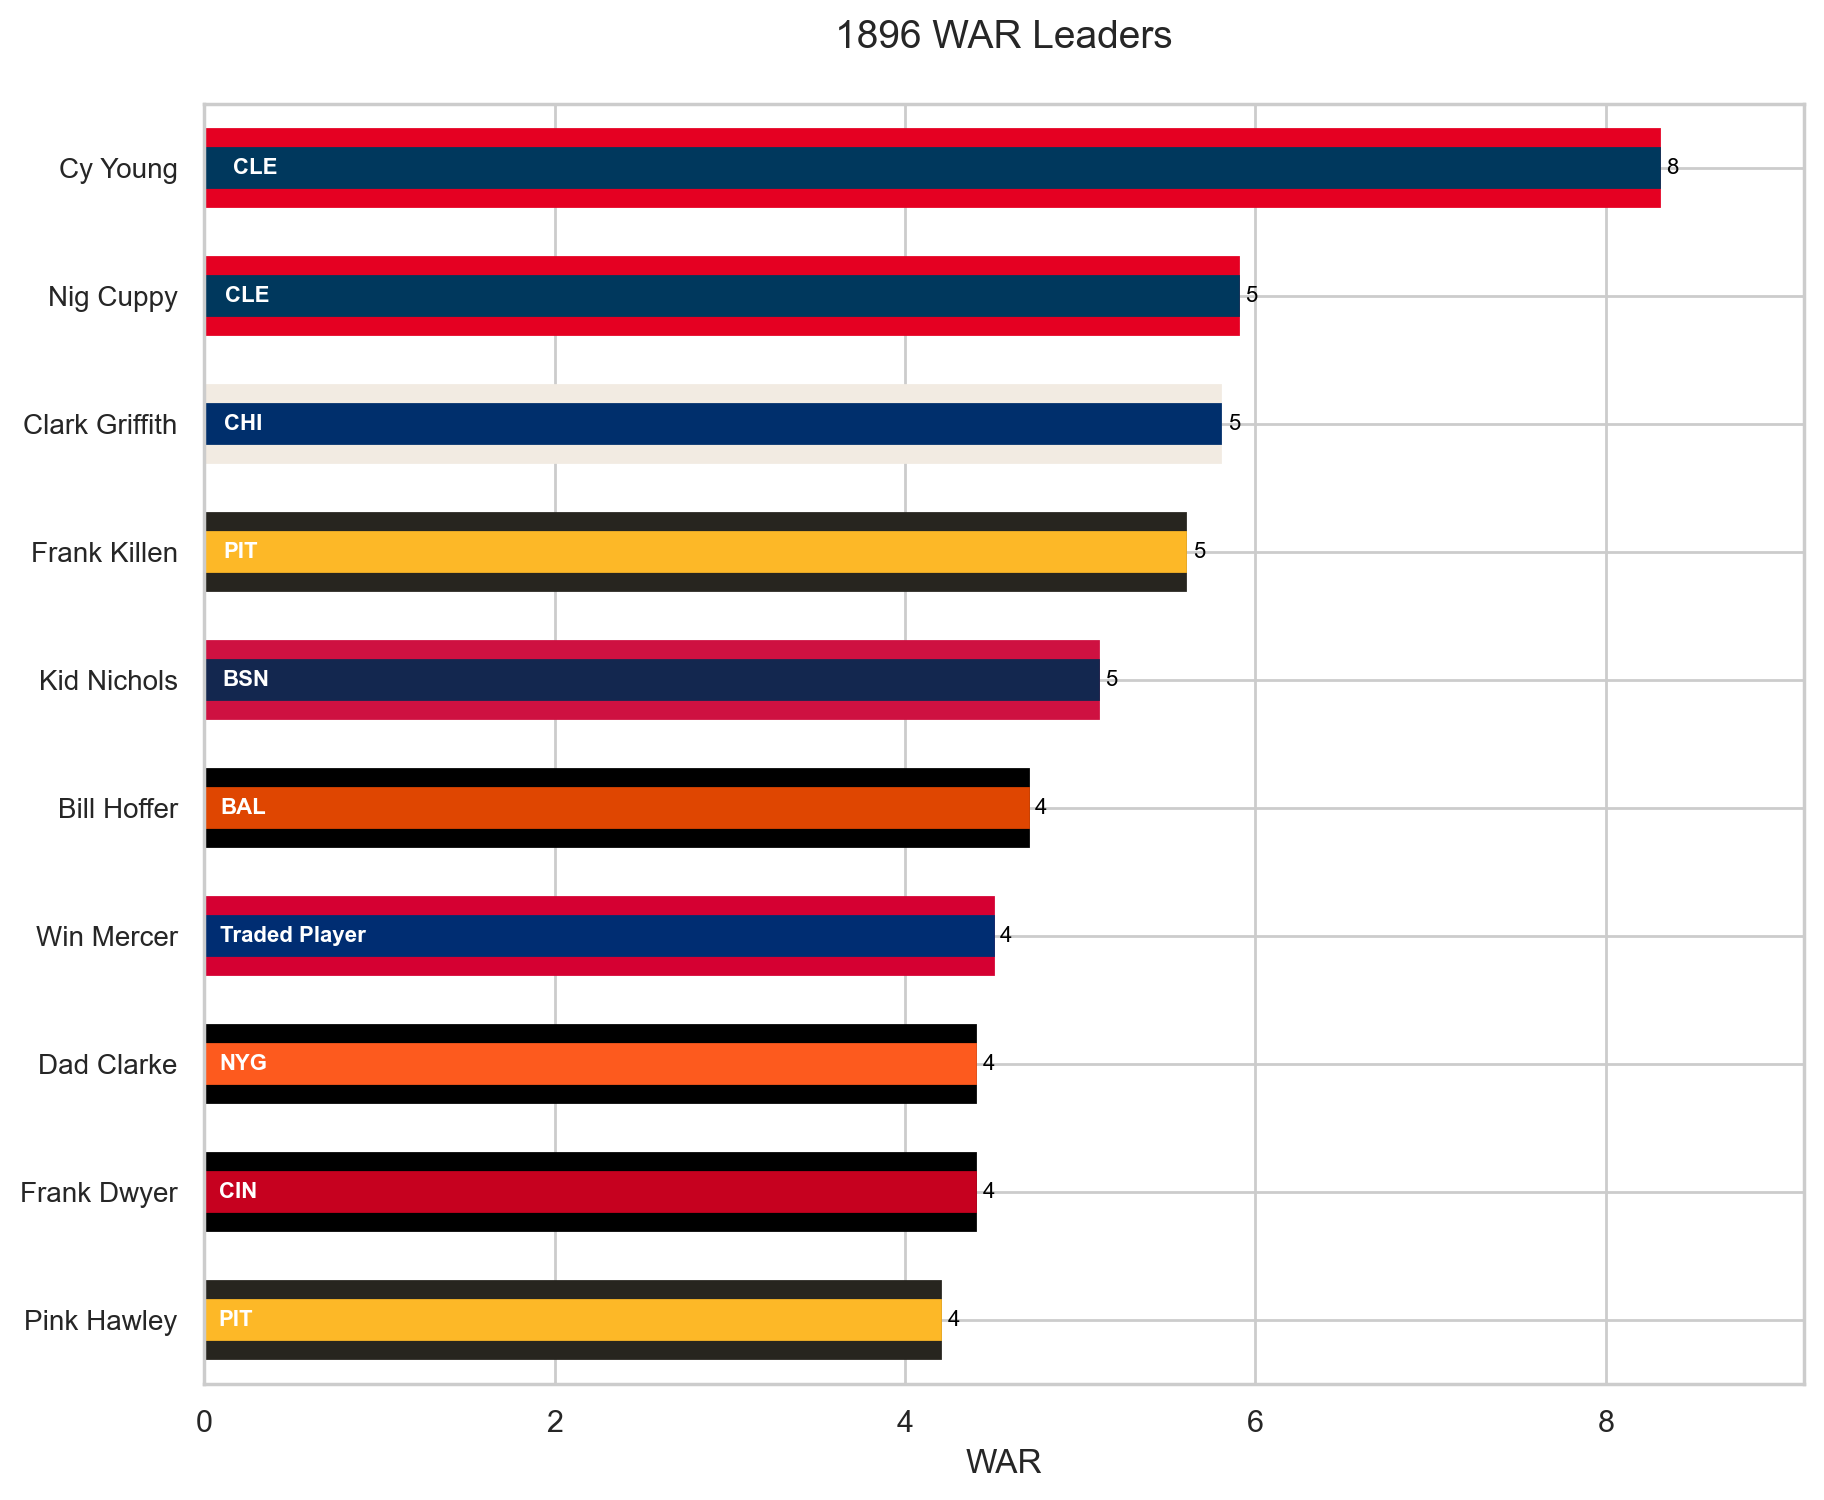 1896 WAR Leaders
Cy Young
CLE
8
Nig Cuppy
CLE
5
Clark Griffith
CHI
5
Frank Killen
PIT
5
Kid Nichols
BSN
5
Bill Hoffer
BAL
4
Win Mercer
Traded Player
4
Dad Clarke
NYG
4
Frank Dwyer
CIN
4
Pink Hawley
PIT
4
0 2 4 6 8
WAR